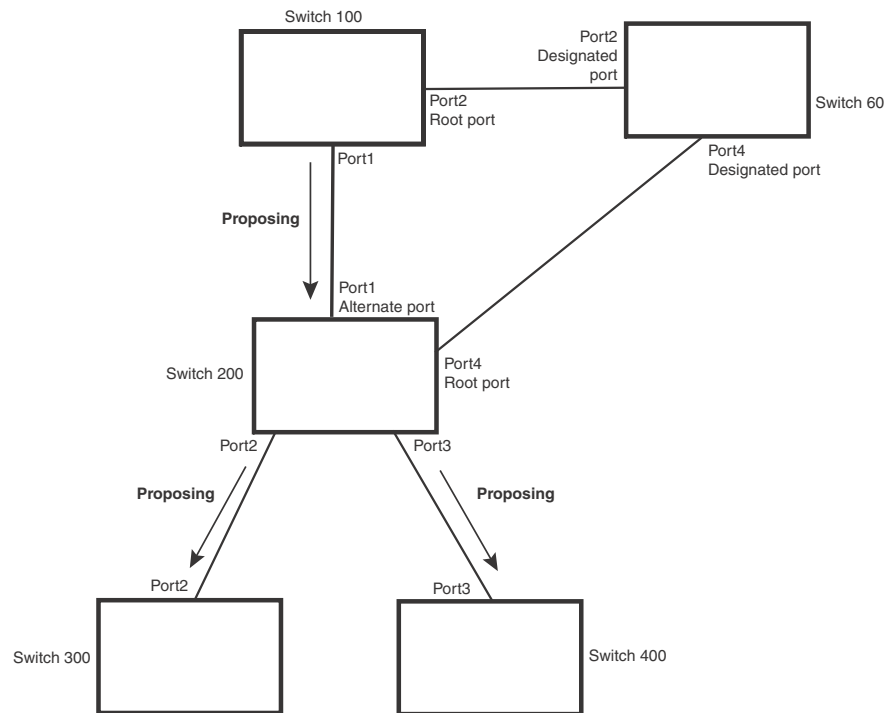 Switch 100
Port2
Designated
port
Switch 60
Port2
Root port
Port1
Port4
Designated port
Proposing
Port1
Alternate port
Switch 200
Port4
Root port
Port2
Port3
Proposing
Proposing
Port2
Port3
Switch 300
Switch 400